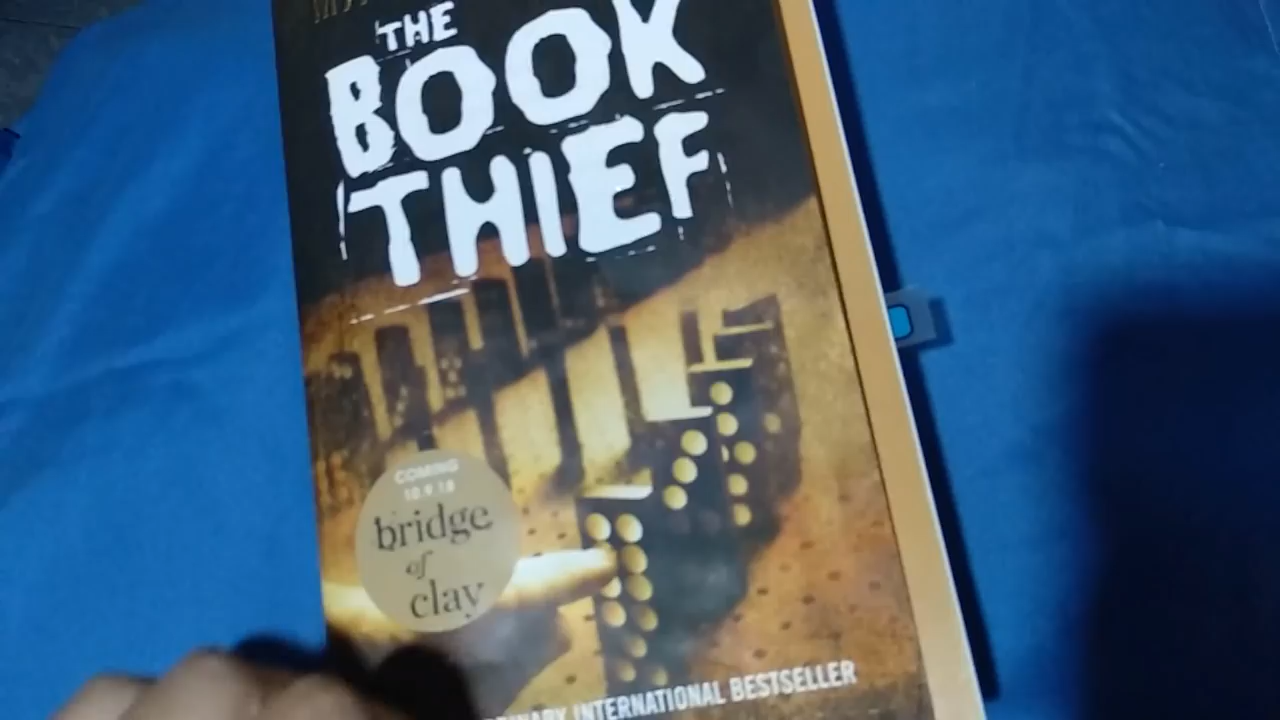 THE
BOOK
THIEF
COMING
10.9.18
bridge
of
clay
INTERNATIONAL BESTSELLER